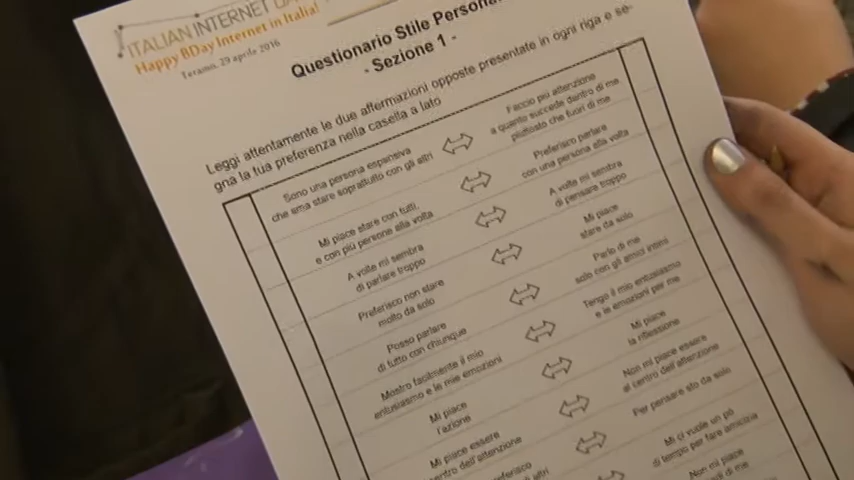 ITALIAN INTERNET DAY
Happy BDay Internet in Italia!
Teramo, 29 aprile 2016
Questionario Stile
- Sezione 1 -
Leggi attentamente le due affermazioni opposte presentate in ogni riga e se-
gna la tua preferenza nella casella a lato
Sono una persona espansiva
che ama stare soprattutto con gli altri
Faccio più attenzione
a quanto succede dentro di me
piuttosto che fuori di me
Mi piace stare con tutti,
e con più persone alla volta
Preferisco parlare
con una persona alla volta
A volte mi sembra
di parlare troppo
A volte mi sembra
di pensare troppo
Preferisco non stare
molto da solo
Mi piace
stare da solo
Posso parlare
di tutto con chiunque
Parlo di me
solo con gli amici intimi
Mostro facilmente il mio
entusiasmo e le mie emozioni
Tengo il mio entusiasmo
e le emozioni per me
Mi piace
l'azione
Mi piace
la riflessione
Mi piace essere
centro dell'attenzione
Non mi piace essere
al centro dell'attenzione
Per pensare sto da solo
Mi ci vuole un pò
di tempo per fare amicizia
Non mi piace